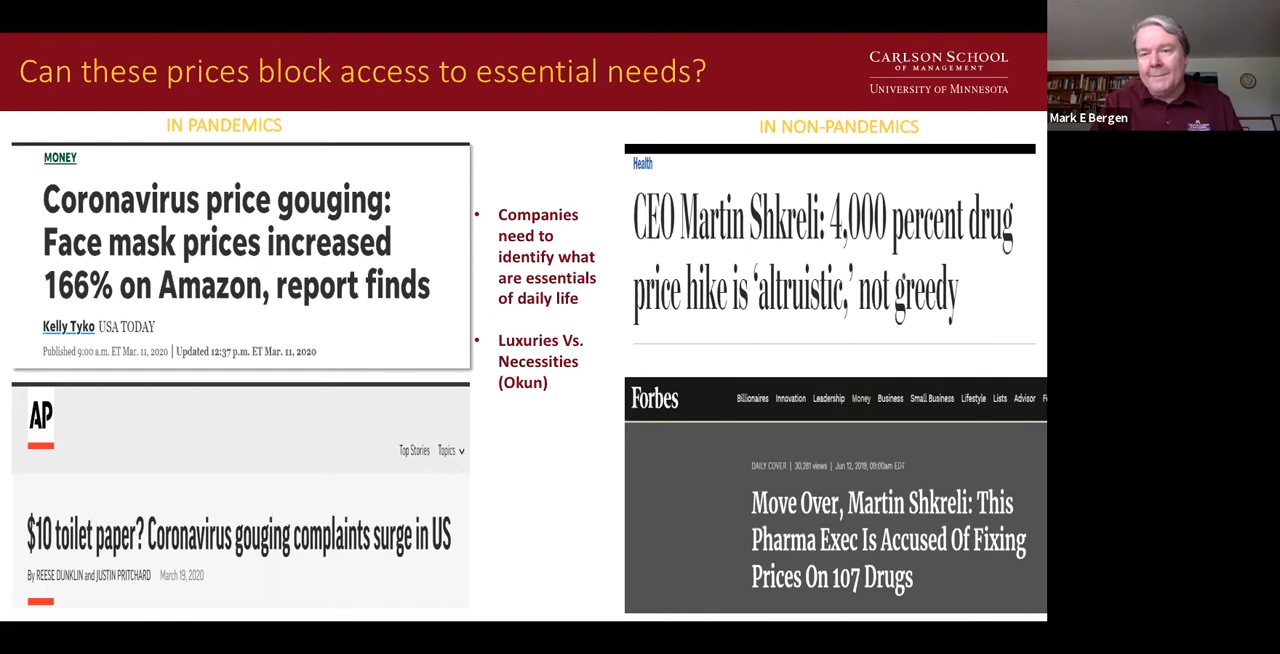 Can these prices block access to essential needs?
CARLSON SCHOOL
OF MANAGEMENT
UNIVERSITY OF MINNESOTA
Mark E Bergen
IN PANDEMICS
MONEY
Coronavirus price gouging:
Face mask prices increased
166% on Amazon, report finds
Kelly Tyko USA TODAY
Published 9:00 a.m. ET Mar. 11, 2020 | Updated 12:37 p.m. ET Mar. 11, 2020
AP
Top Stories Topics
$10 toilet paper? Coronavirus gouging complaints surge in US
By REESE DUNKLIN and JUSTIN PRITCHARD March 19, 2020
• Companies
need to
identify what
are essentials
of daily life
• Luxuries Vs.
Necessities
(Okun)
IN NON-PANDEMICS
Health
CEO Martin Shkreli: 4,000 percent drug
price hike is ‘altruistic,’ not greedy
Forbes
Billionaires Innovation Leadership Money Business Small Business Lifestyle Lists Advisor
DAILY COVER | 30,281 views | Jun 12, 2019, 09:00am EDT
Move Over, Martin Shkreli: This
Pharma Exec Is Accused Of Fixing
Prices On 107 Drugs